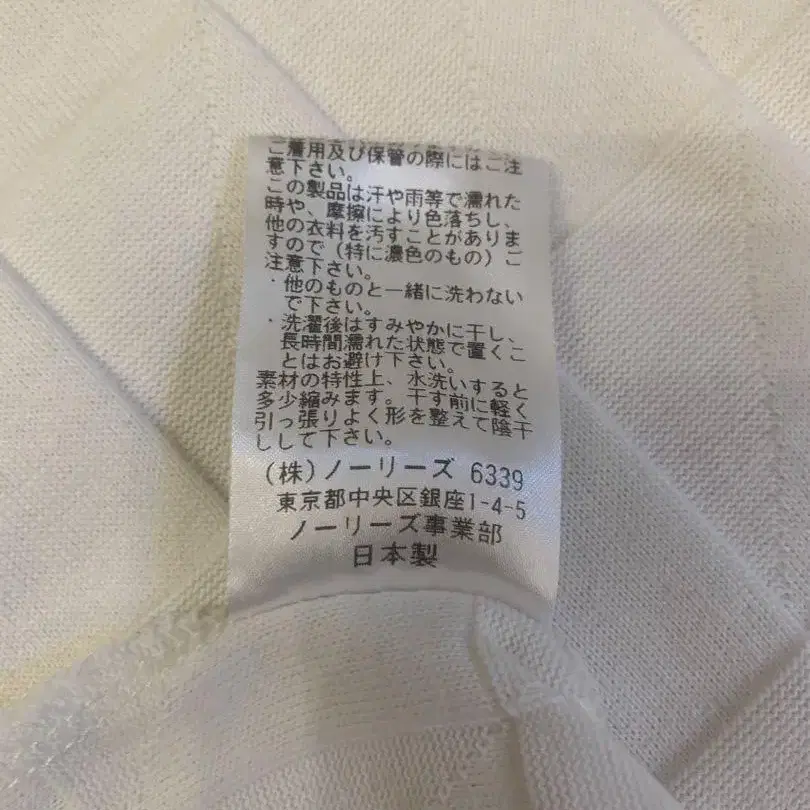 ご着用及び保管の際にはご注
意下さい。
この製品は汗や雨等で濡れた
時や、摩擦により色落ちし、
他の衣料を汚すことがありま
すので（特に濃色のもの）ご
注意下さい。
・他のものと一緒に洗わない
で下さい。
・洗濯後はすみやかに干し、
長時間濡れた状態で置くこ
とはお避け下さい。
素材の特性上、水洗いすると
多少縮みます。干す前に軽く
引っ張りよく形を整えて陰干
しして下さい。
(株)ノーリーズ 6339
東京都中央区銀座1-4-5
ノーリーズ事業部
日本製